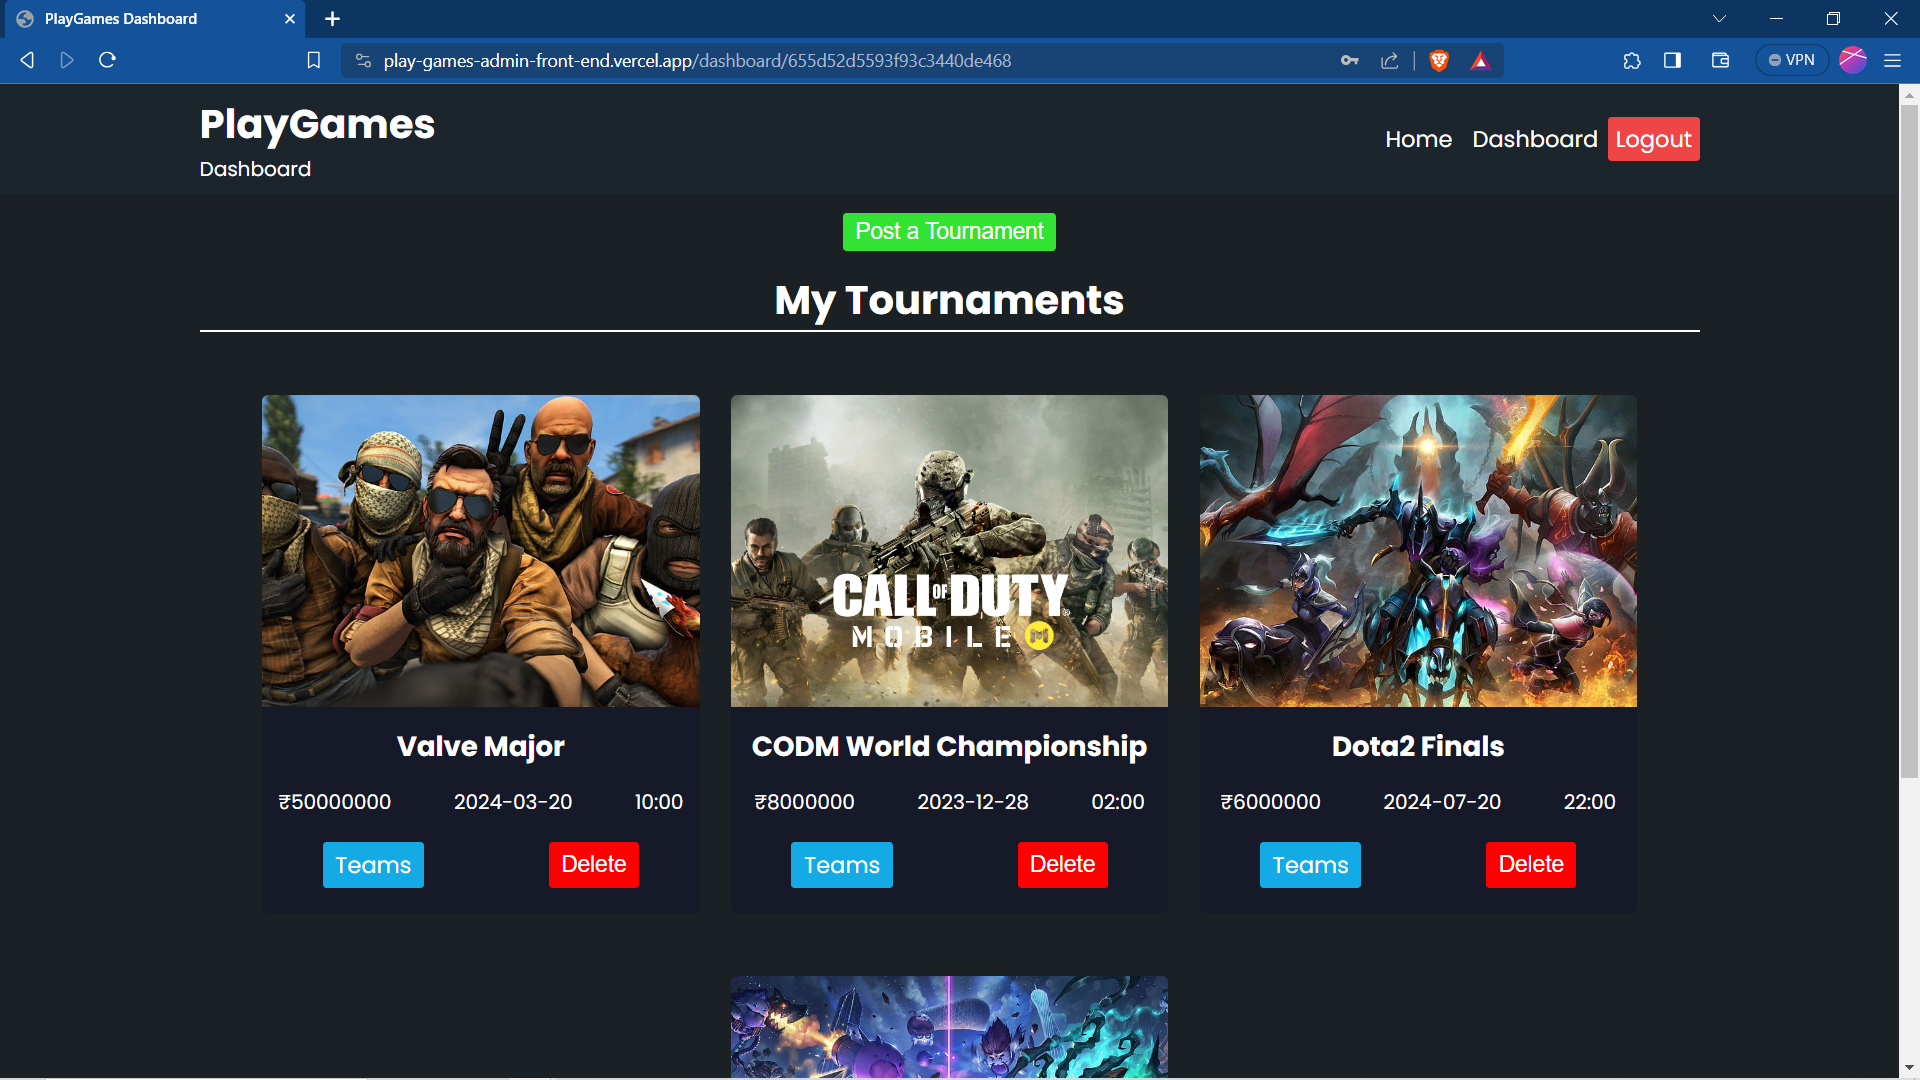 PlayGames Dashboard
play-games-admin-front-end.vercel.app/dashboard/655d52d5593f93c3440de468
VPN
PlayGames
Dashboard
Home Dashboard Logout
Post a Tournament
My Tournaments
CALL OF DUTY
MOBILE
Valve Major
₹50000000 2024-03-20 10:00
Teams Delete
CODM World Championship
₹8000000 2023-12-28 02:00
Teams Delete
Dota2 Finals
₹6000000 2024-07-20 22:00
Teams Delete